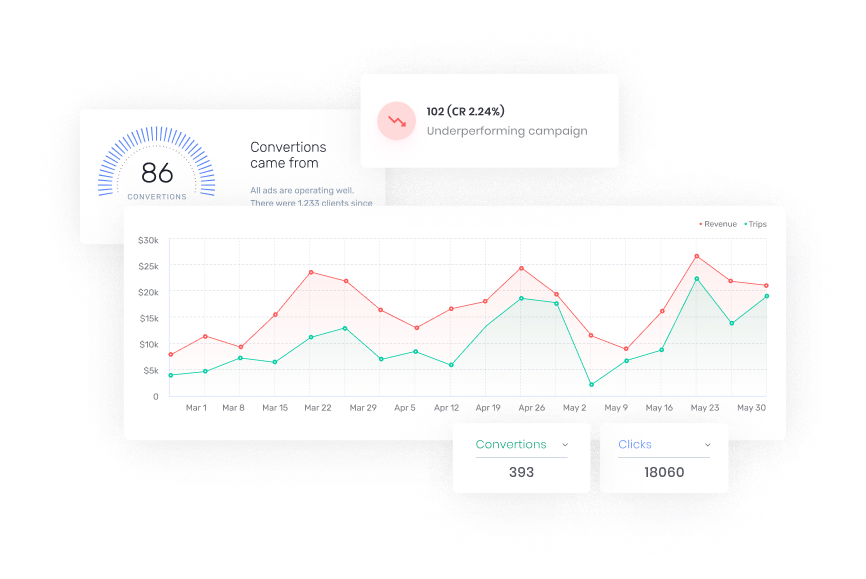 102 (CR 2.24%)
Underperforming campaign
86
CONVERTIONS
Convertions
came from
All ads are operating well.
There were 1,233 clients since
Revenue Trips
$30k
$25k
$20k
$15k
$10k
$5k
0
Mar 1 Mar 8 Mar 15 Mar 22 Mar 29 Apr 5 Apr 12 Apr 19 Apr 26 May 2 May 9 May 16 May 23 May 30
Convertions
393
Clicks
18060